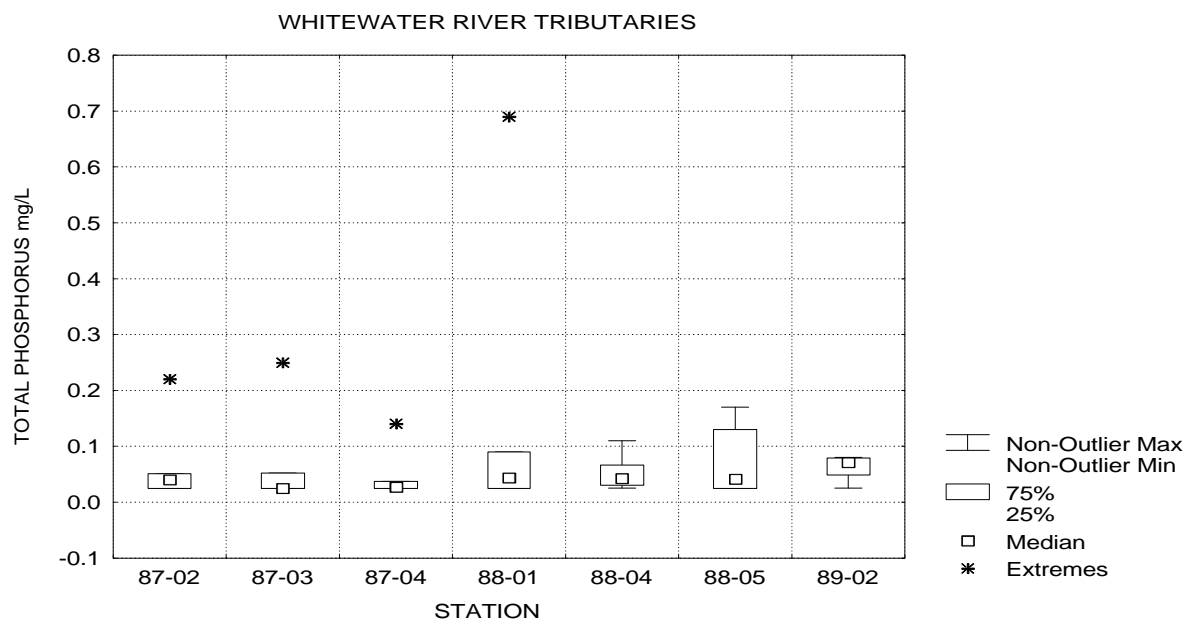 WHITEWATER RIVER TRIBUTARIES
TOTAL PHOSPHORUS mg/L
0.8
0.7
0.6
0.5
0.4
0.3
0.2
0.1
0.0
-0.1
87-02 87-03 87-04 88-01 88-04 88-05 89-02
STATION
Non-Outlier Max
Non-Outlier Min
75%
25%
Median
Extremes